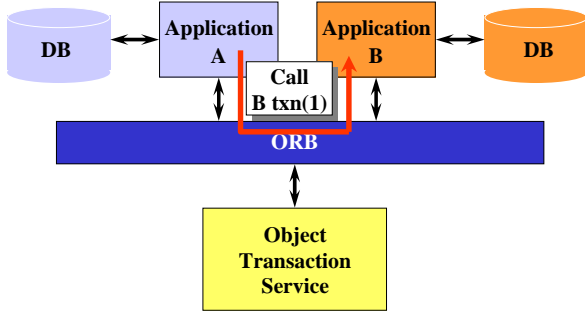 DB
Application
A
Application
B
DB
Call
B txn(1)
ORB
Object
Transaction
Service